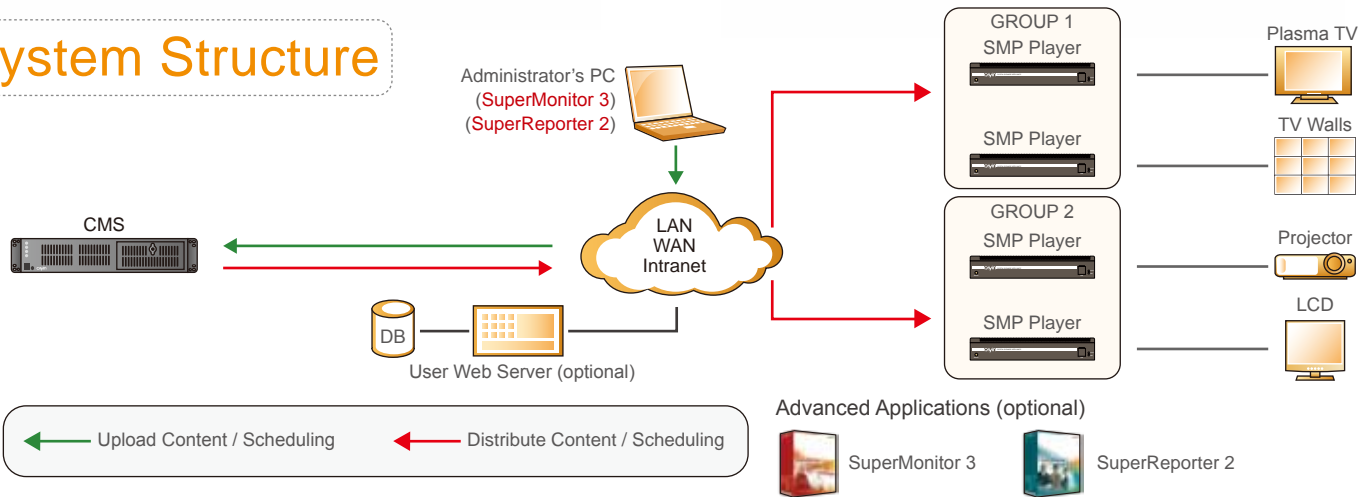 ystem Structure
Administrator's PC
(SuperMonitor 3)
(SuperReporter 2)
CMS
LAN
WAN
Intranet
DB
User Web Server (optional)
GROUP 1
SMP Player
SMP Player
GROUP 2
SMP Player
SMP Player
Plasma TV
TV Walls
Projector
LCD
Upload Content / Scheduling
Distribute Content / Scheduling
Advanced Applications (optional)
SuperMonitor 3
SuperReporter 2